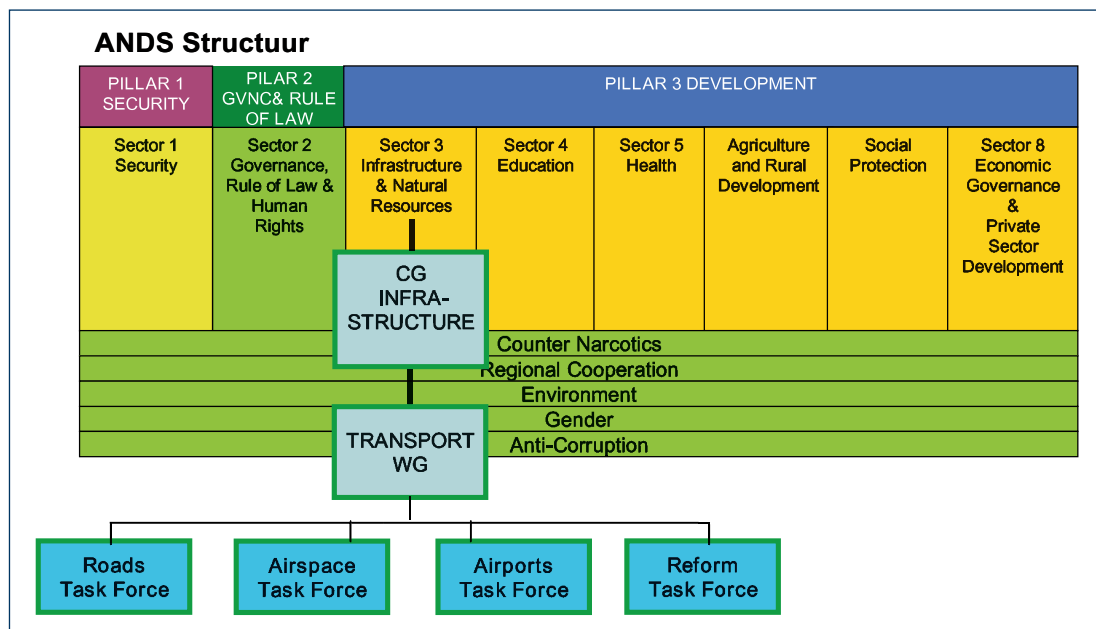 ANDS Structuur
PILLAR 1
SECURITY
PILAR 2
GVNC& RULE
OF LAW
PILLAR 3 DEVELOPMENT
Sector 1
Security
Sector 2
Governance,
Rule of Law &
Human
Rights
Sector 3
Infrastructure
& Natural
Resources
Sector 4
Education
Sector 5
Health
Agriculture
and Rural
Development
Social
Protection
Sector 8
Economic
Governance
&
Private
Sector
Development
CG
INFRA-
STRUCTURE
Counter Narcotics
Regional Cooperation
Environment
Gender
Anti-Corruption
TRANSPORT
WG
Roads
Task Force
Airspace
Task Force
Airports
Task Force
Reform
Task Force